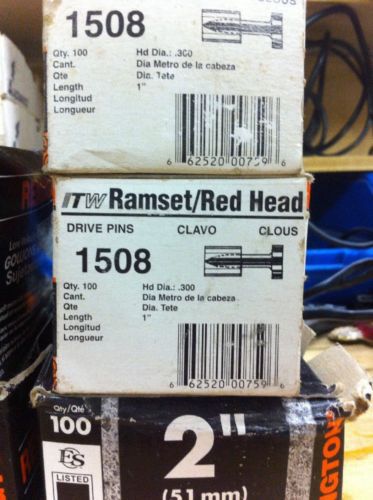 1508
CLOUS
Qty. 100
Hd Dia.: .300
Cant.
Dia Metro de la cabeza
Qte
Dia. Tete
Length
1"
Longitud
Longueur
6 62520 00759 6
ITW Ramset/Red Head
DRIVE PINS CLAVO CLOUS
1508
Qty. 100
Hd Dia.: .300
Cant.
Dia Metro de la cabeza
Qte
Dia. Tete
Length
1"
Longitud
Longueur
6 62520 00759 6
Qty/Qté
100
2"
(51 mm)
LISTED